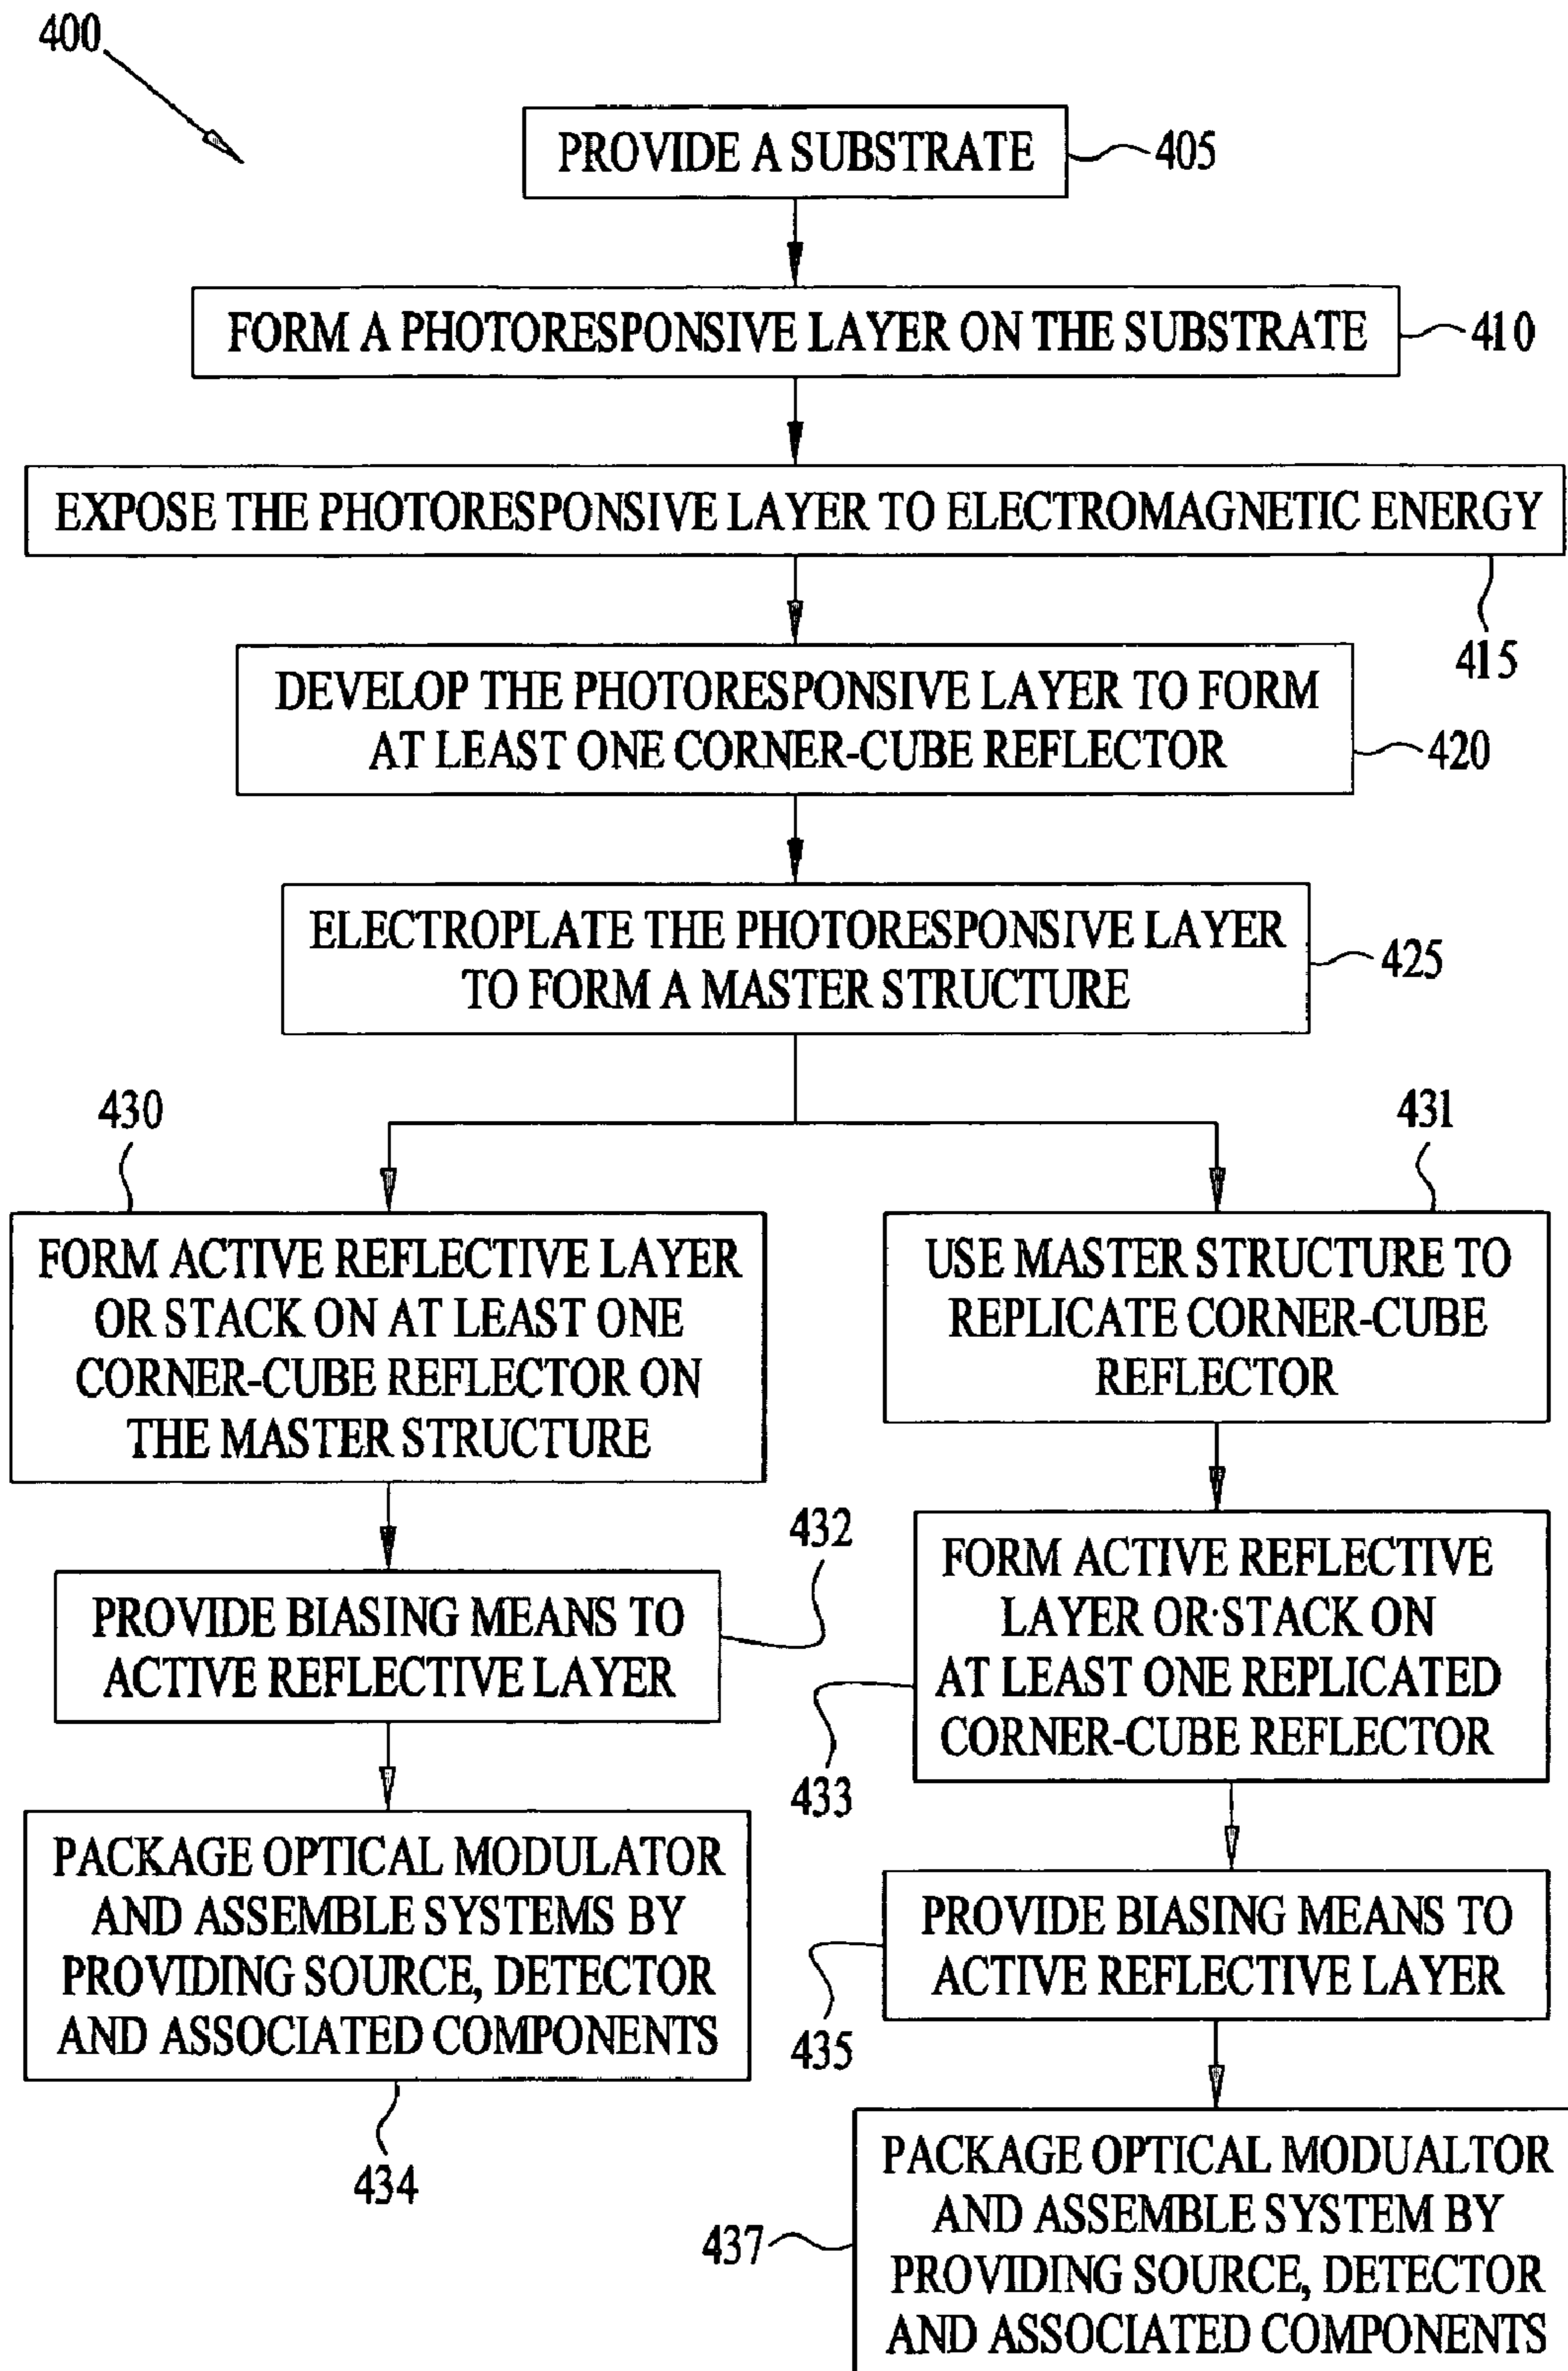 400
PROVIDE A SUBSTRATE
405
FORM A PHOTORESPONSIVE LAYER ON THE SUBSTRATE
410
EXPOSE THE PHOTORESPONSIVE LAYER TO ELECTROMAGNETIC ENERGY
415
DEVELOP THE PHOTORESPONSIVE LAYER TO FORM
AT LEAST ONE CORNER-CUBE REFLECTOR
420
ELECTROPLATE THE PHOTORESPONSIVE LAYER
TO FORM A MASTER STRUCTURE
425
430
FORM ACTIVE REFLECTIVE LAYER
OR STACK ON AT LEAST ONE
CORNER-CUBE REFLECTOR ON
THE MASTER STRUCTURE
432
PROVIDE BIASING MEANS TO
ACTIVE REFLECTIVE LAYER
PACKAGE OPTICAL MODULATOR
AND ASSEMBLE SYSTEMS BY
PROVIDING SOURCE, DETECTOR
AND ASSOCIATED COMPONENTS
434
431
USE MASTER STRUCTURE TO
REPLICATE CORNER-CUBE
REFLECTOR
FORM ACTIVE REFLECTIVE
LAYER OR STACK ON
AT LEAST ONE REPLICATED
CORNER-CUBE REFLECTOR
433
PROVIDE BIASING MEANS TO
ACTIVE REFLECTIVE LAYER
435
PACKAGE OPTICAL MODUALTOR
AND ASSEMBLE SYSTEM BY
PROVIDING SOURCE, DETECTOR
AND ASSOCIATED COMPONENTS
437